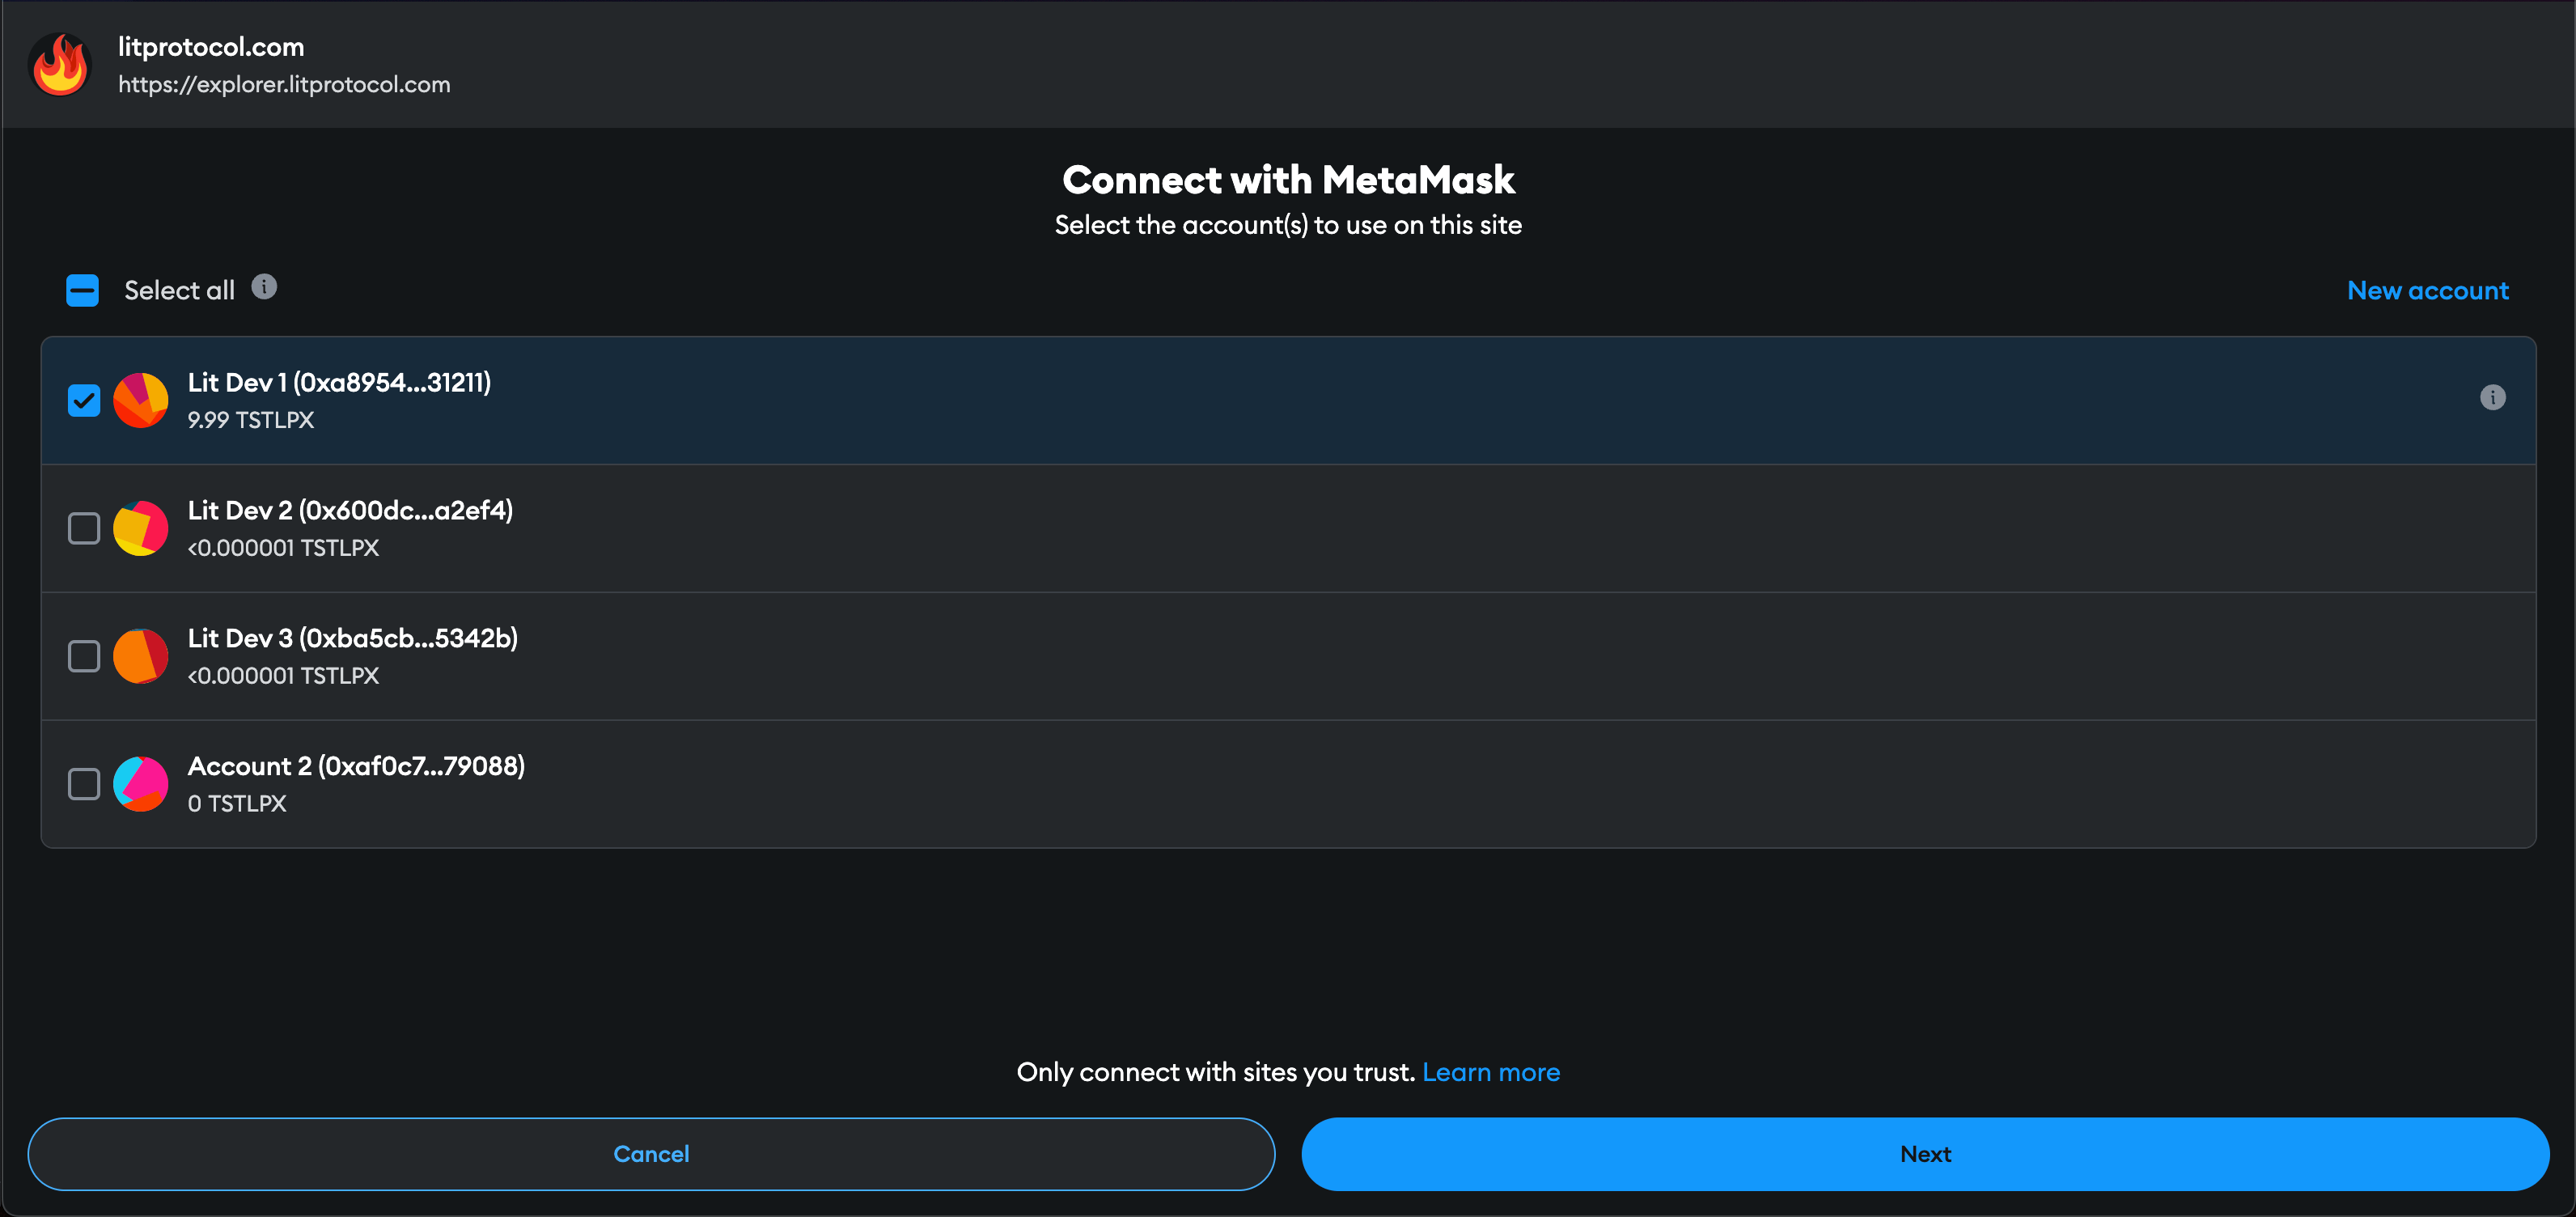 litprotocol.com
https://explorer.litprotocol.com
Connect with MetaMask
Select the account(s) to use on this site
Select all
New account
Lit Dev 1 (0xa8954...31211)
9.99 TSTLPX
Lit Dev 2 (0x600dc...a2ef4)
<0.000001 TSTLPX
Lit Dev 3 (0xba5cb...5342b)
<0.000001 TSTLPX
Account 2 (0xaf0c7...79088)
0 TSTLPX
Only connect with sites you trust. Learn more
Cancel
Next